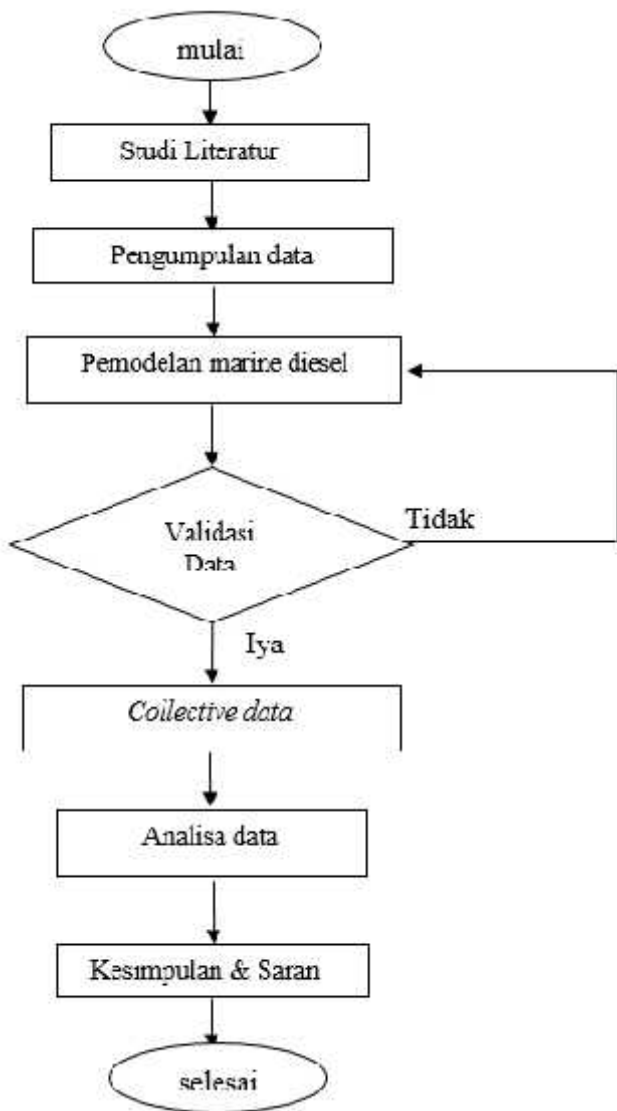 mulai
Studi Literatur
Pengumpulan data
Pemodelan marine diesel
Validasi
Data
Tidak
Iya
Collective data
Analisa data
Kesimpulan & Saran
selesai